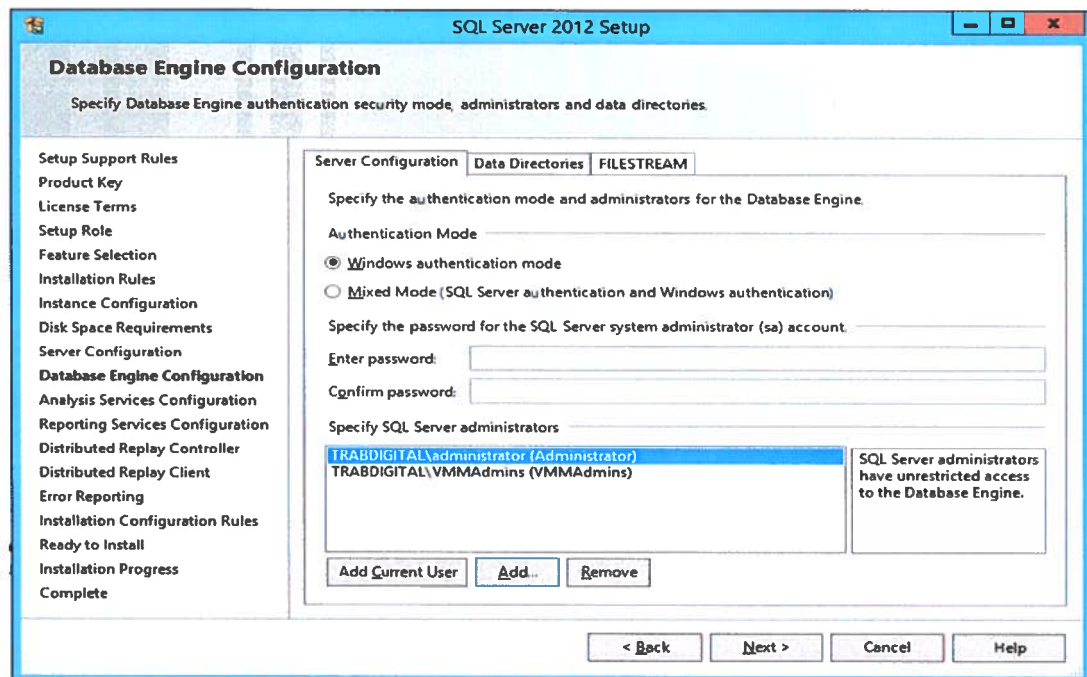 SQL Server 2012 Setup
Database Engine Configuration
Specify Database Engine authentication security mode, administrators and data directories.
Setup Support Rules
Product Key
License Terms
Setup Role
Feature Selection
Installation Rules
Instance Configuration
Disk Space Requirements
Server Configuration
Database Engine Configuration
Analysis Services Configuration
Reporting Services Configuration
Distributed Replay Controller
Distributed Replay Client
Error Reporting
Installation Configuration Rules
Ready to Install
Installation Progress
Complete
Server Configuration Data Directories FILESTREAM
Specify the authentication mode and administrators for the Database Engine.
Authentication Mode
Windows authentication mode
Mixed Mode (SQL Server authentication and Windows authentication)
Specify the password for the SQL Server system administrator (sa) account.
Enter password:
Confirm password:
Specify SQL Server administrators
TRABDIGITAL\administrator (Administrator)
TRABDIGITAL\VMMAdmins (VMMAdmins)
SQL Server administrators
have unrestricted access
to the Database Engine.
Add Current User Add... Remove
< Back Next > Cancel Help